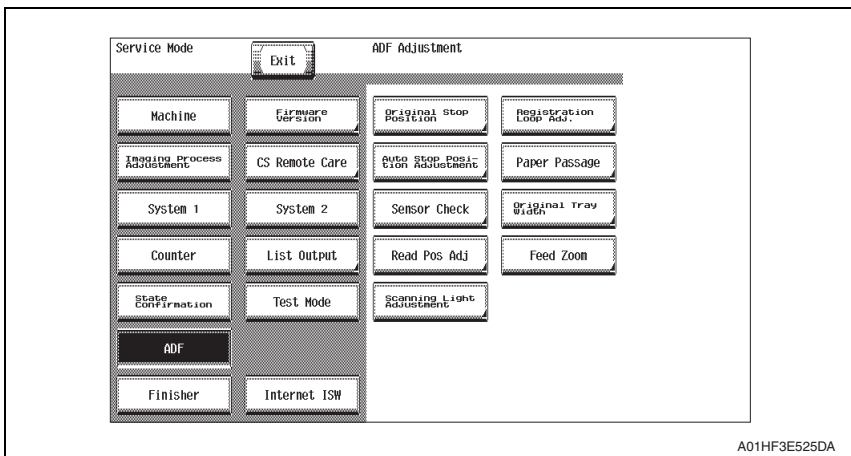 Service Mode
Exit
ADF Adjustment
Machine
Firmware
Version
Imaging Process
Adjustment
CS Remote Care
System 1
System 2
Counter
List Output
State
Confirmation
Test Mode
ADF
Finisher
Internet ISW
Original Stop
Position
Registration
Loop Adj.
Auto Stop Posi-
tion Adjustment
Paper Passage
Sensor Check
Original Tray
Width
Read Pos Adj
Feed Zoom
Scanning Light
Adjustment
A01HF3E525DA